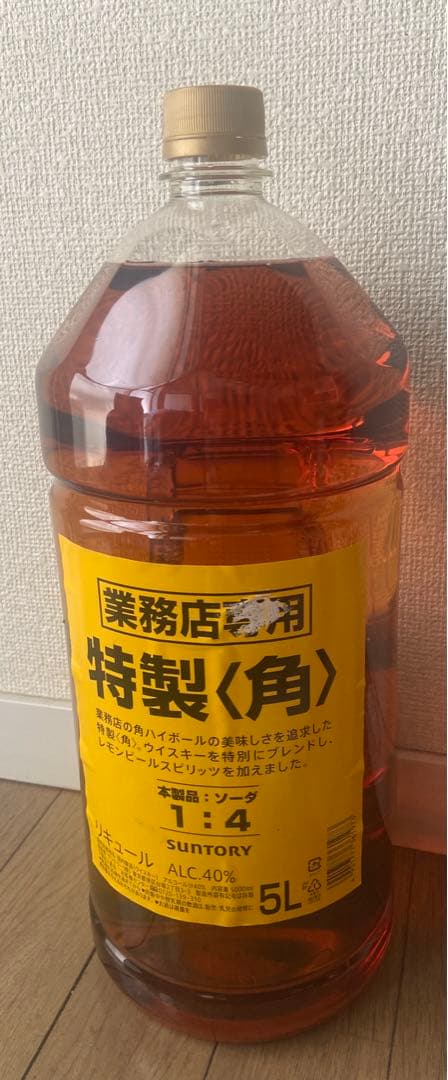 業務店専用
特製〈角〉
業務店の角ハイボールの美味しさを追求した
特製〈角〉。ウイスキーを特別にブレンドし、
レモンピールスピリッツを加えました。
本製品：ソーダ
1：4
SUNTORY
リキュール ALC.40%
5L